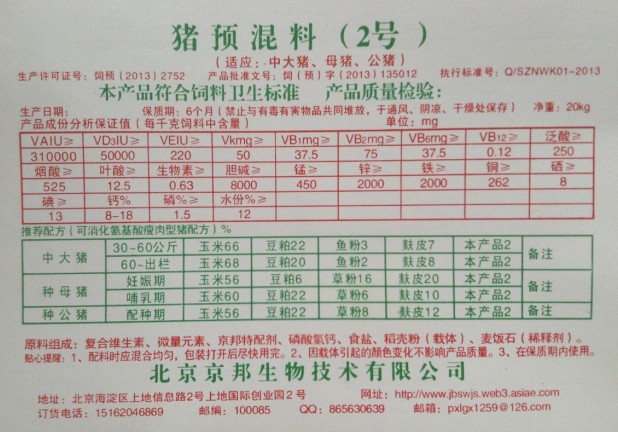 猪预混料（2号）
（适应：中大猪、母猪、公猪）
生产许可证号：饲预（2013）2752 产品批准文号：饲（预）字（2013）135012 执行标准号：Q/SZNWK01-2013
本产品符合饲料卫生标准 产品质量检验：
生产日期： 保质期：6个月（禁止与有毒有害物品共同堆放，于通风、阴凉、干燥处保存） 净重：20kg
产品成份分析保证值（每千克饲料中含量） 单位：mg
VAIU≥ VD3IU≥ VEIU≥ Vkmg≥ VB1mg≥ VB2mg≥ VB6mg≥ VB12≥ 泛酸≥
310000 50000 220 50 37.5 75 37.5 0.12 250
烟酸≥ 叶酸≥ 生物素≥ 胆碱≥ 锰≥ 锌≥ 铁≥ 铜≥ 硒≥
525 12.5 0.63 8000 450 2000 2000 262 8
碘≥ 钙% 磷%≥ 水份%≥
13 8-18 1.5 12
推荐配方（可消化氨基酸瘦肉型猪配方）%
中大猪 30-60公斤 玉米66 豆粕22 鱼粉3 麸皮7 本产品2 备注
60-出栏 玉米68 豆粕20 鱼粉2 麸皮8 本产品2
种母猪 妊娠期 玉米56 豆粕6 草粉16 麸皮20 本产品2 备注
哺乳期 玉米58 豆粕22 草粉8 麸皮10 本产品2
种公猪 配种期 玉米56 豆粕22 草粉8 麸皮12 本产品2 备注
原料组成：复合维生素、微量元素、京邦特配剂、磷酸氢钙、食盐、稻壳粉（载体）、麦饭石（稀释剂）。
贴心提醒：1、配料时应混合均匀，包装打开后尽快用完。2、因载体引起的颜色变化不影响产品质量。3、在保质期内使用。
北京京邦生物技术有限公司
地址：北京海淀区上地信息路2号上地国际创业园2号 网址：http://www.jbswjs.web3.asiae.com
订货电话：15162046869 邮编：100085 QQ：865630639 邮箱：pxlgx1259@126.com